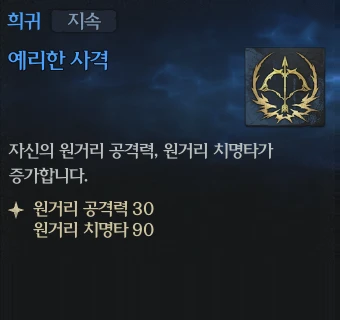 희귀 지속
예리한 사격
자신의 원거리 공격력, 원거리 치명타가
증가합니다.
원거리 공격력 30
원거리 치명타 90